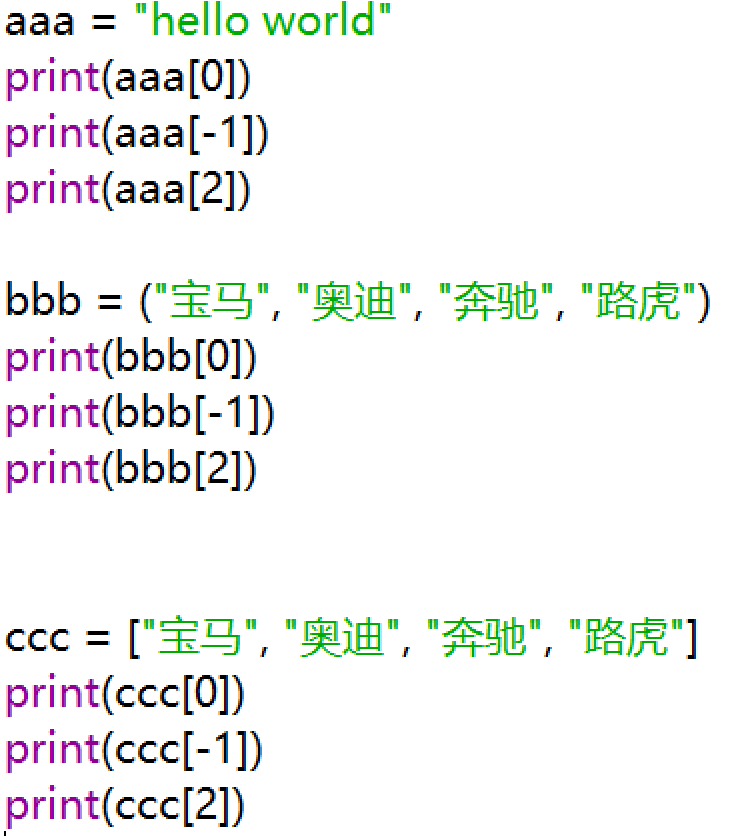 aaa = "hello world"
print(aaa[0])
print(aaa[-1])
print(aaa[2])
bbb = ("宝马", "奥迪", "奔驰", "路虎")
print(bbb[0])
print(bbb[-1])
print(bbb[2])
ccc = ["宝马", "奥迪", "奔驰", "路虎"]
print(ccc[0])
print(ccc[-1])
print(ccc[2])